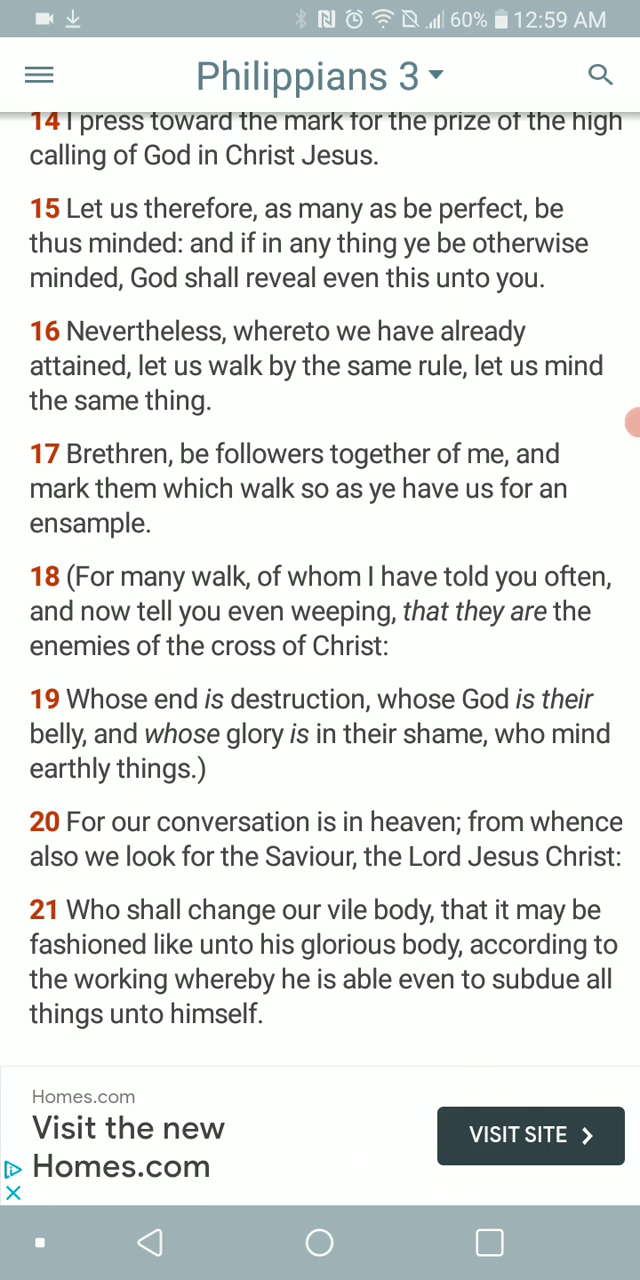 60% 12:59 AM
Philippians 3
14 I press toward the mark for the prize of the high
calling of God in Christ Jesus.
15 Let us therefore, as many as be perfect, be
thus minded: and if in any thing ye be otherwise
minded, God shall reveal even this unto you.
16 Nevertheless, whereto we have already
attained, let us walk by the same rule, let us mind
the same thing.
17 Brethren, be followers together of me, and
mark them which walk so as ye have us for an
ensample.
18 (For many walk, of whom I have told you often,
and now tell you even weeping, that they are the
enemies of the cross of Christ:
19 Whose end is destruction, whose God is their
belly, and whose glory is in their shame, who mind
earthly things.)
20 For our conversation is in heaven; from whence
also we look for the Saviour, the Lord Jesus Christ:
21 Who shall change our vile body, that it may be
fashioned like unto his glorious body, according to
the working whereby he is able even to subdue all
things unto himself.
Homes.com
Visit the new
Homes.com
VISIT SITE